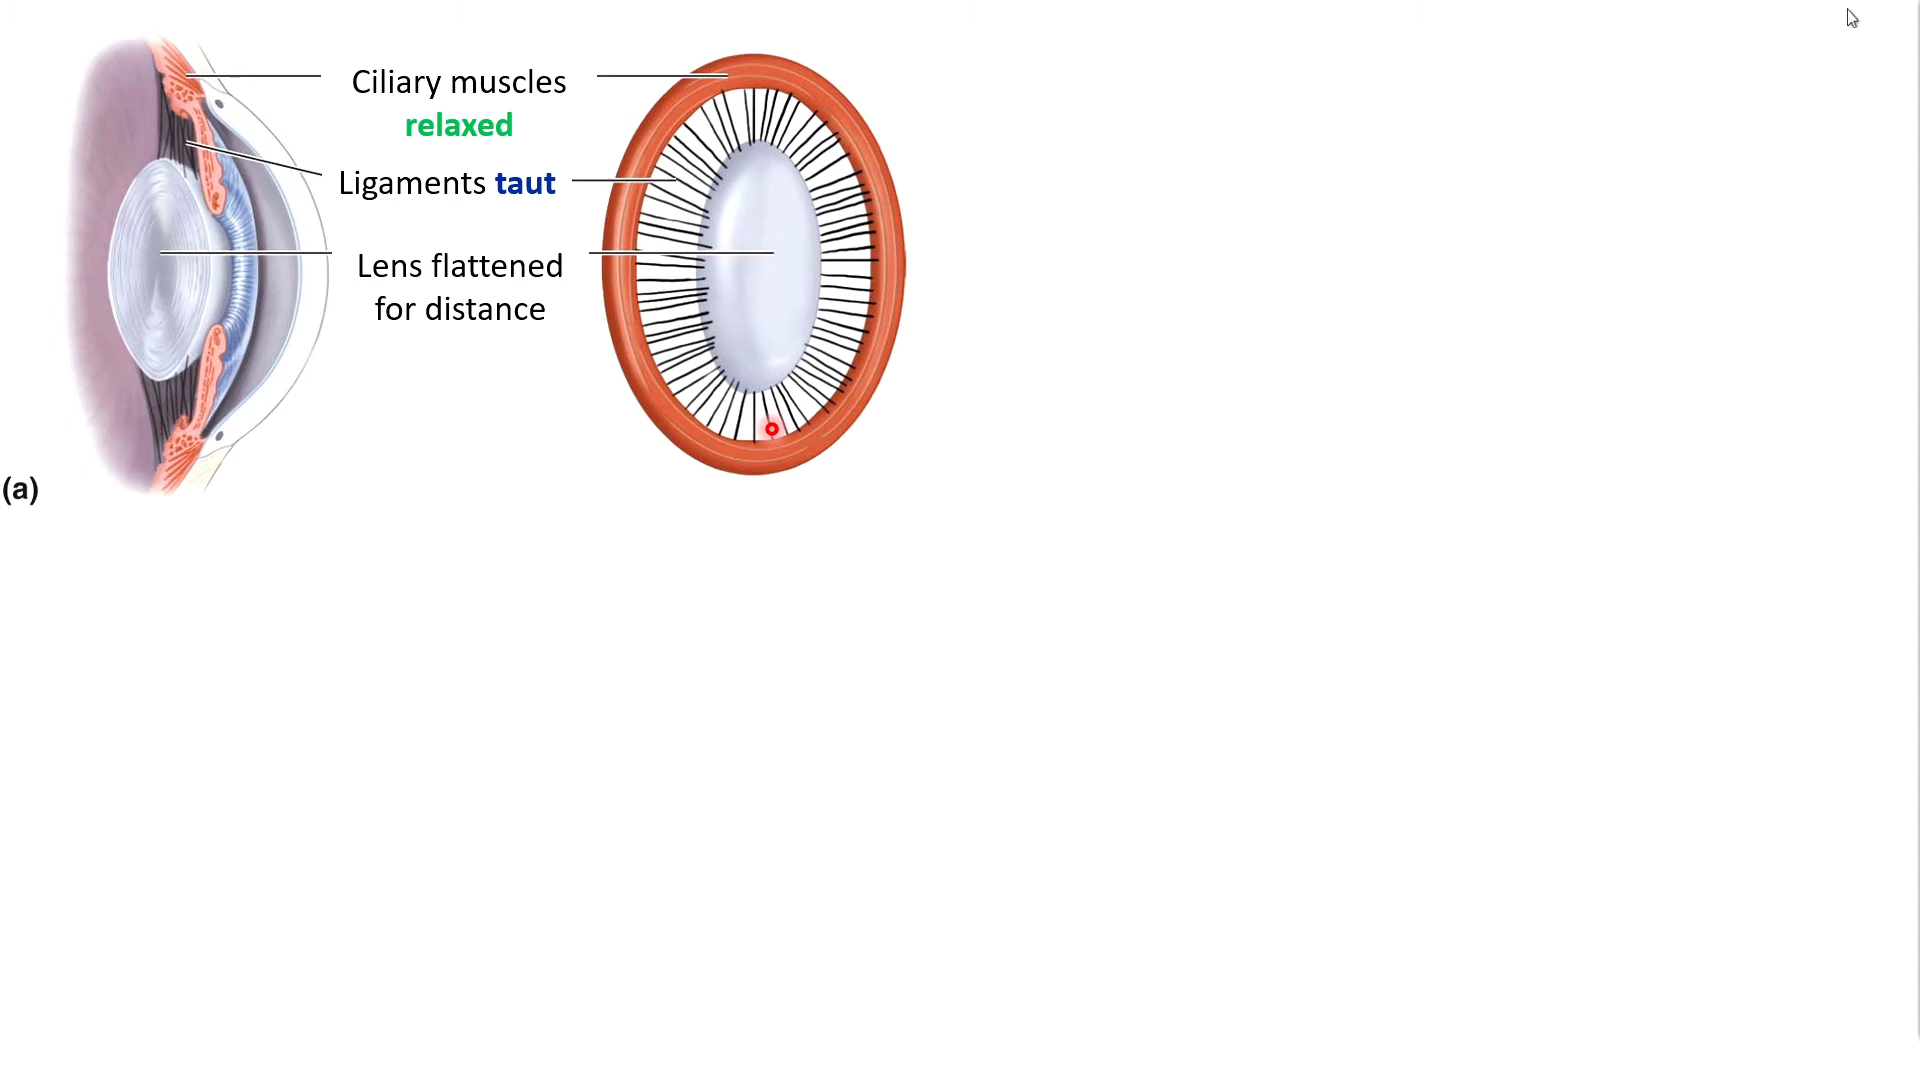 Ciliary muscles
relaxed
Ligaments taut
Lens flattened
for distance
(a)